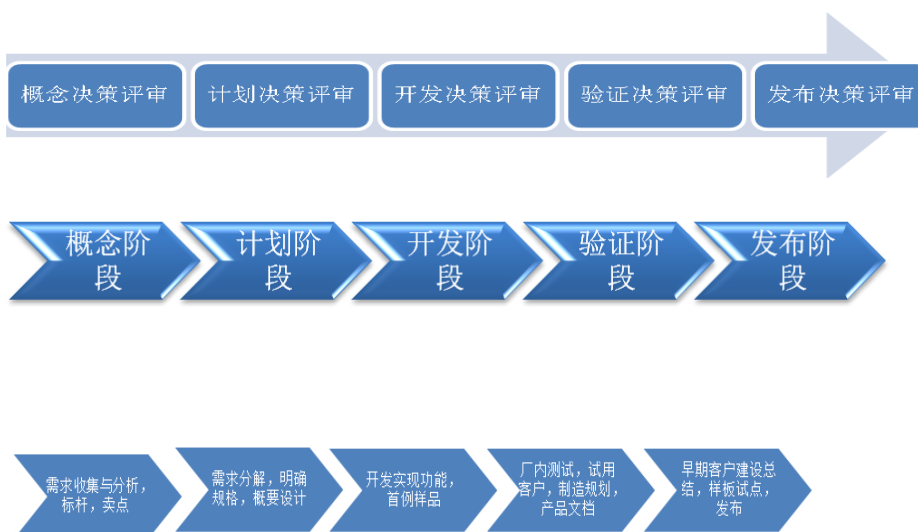 概念决策评审
计划决策评审
开发决策评审
验证决策评审
发布决策评审
概念阶
段
计划阶
段
开发阶
段
验证阶
段
发布阶
段
需求收集与分析，
标杆，卖点
需求分解，明确
规格，概要设计
开发实现功能，
首例样品
厂内测试，试用
客户，制造规划，
产品文档
早期客户建设总
结，样板试点，
发布